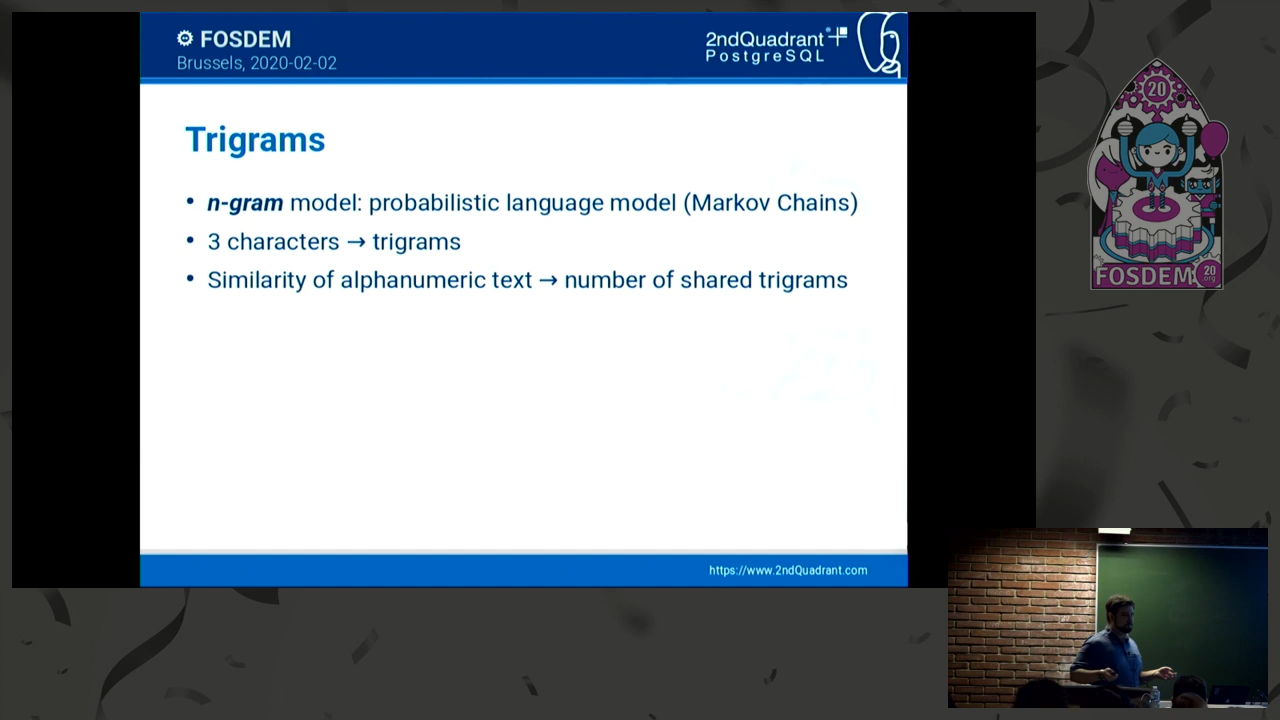 FOSDEM
Brussels, 2020-02-02
2ndQuadrant
PostgreSQL
Trigrams
• n-gram model: probabilistic language model (Markov Chains)
• 3 characters → trigrams
• Similarity of alphanumeric text → number of shared trigrams
https://www.2ndQuadrant.com
20
FOSDEM
20
.org